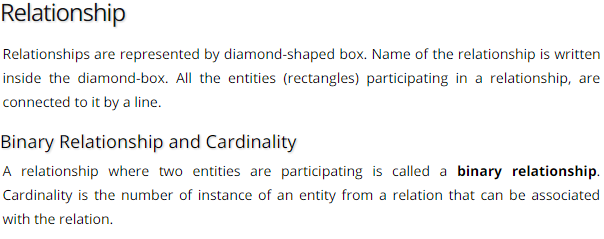 Relationship
Relationships are represented by diamond-shaped box. Name of the relationship is written
inside the diamond-box. All the entities (rectangles) participating in a relationship, are
connected to it by a line.
Binary Relationship and Cardinality
A relationship where two entities are participating is called a binary relationship.
Cardinality is the number of instance of an entity from a relation that can be associated
with the relation.